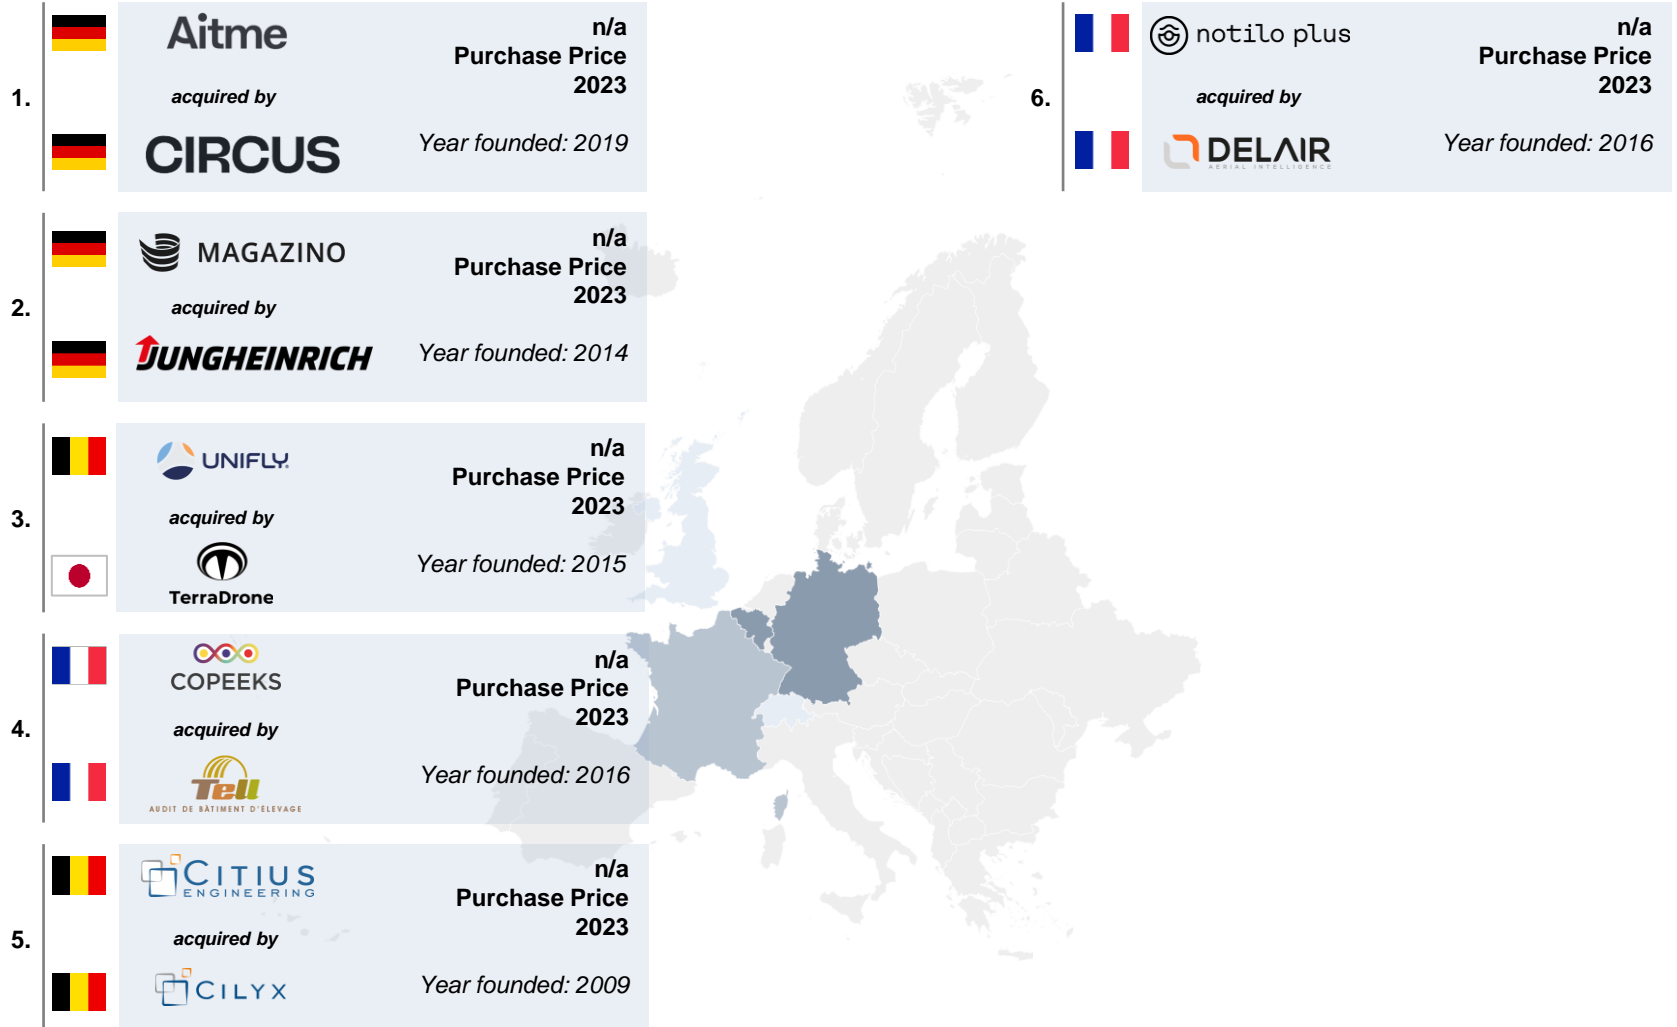 1.
Aitme
acquired by
CIRCUS
n/a
Purchase Price
2023
Year founded: 2019
2.
MAGAZINO
acquired by
JUNGHEINRICH
n/a
Purchase Price
2023
Year founded: 2014
3.
UNIFLY
acquired by
TerraDrone
n/a
Purchase Price
2023
Year founded: 2015
4.
COPEEKS
acquired by
Tell
AUDIT DE BÂTIMENT D'ÉLEVAGE
n/a
Purchase Price
2023
Year founded: 2016
5.
CITIUS
ENGINEERING
acquired by
CILYX
n/a
Purchase Price
2023
Year founded: 2009
6.
notilo plus
acquired by
DELAIR
AERIAL INTELLIGENCE
n/a
Purchase Price
2023
Year founded: 2016